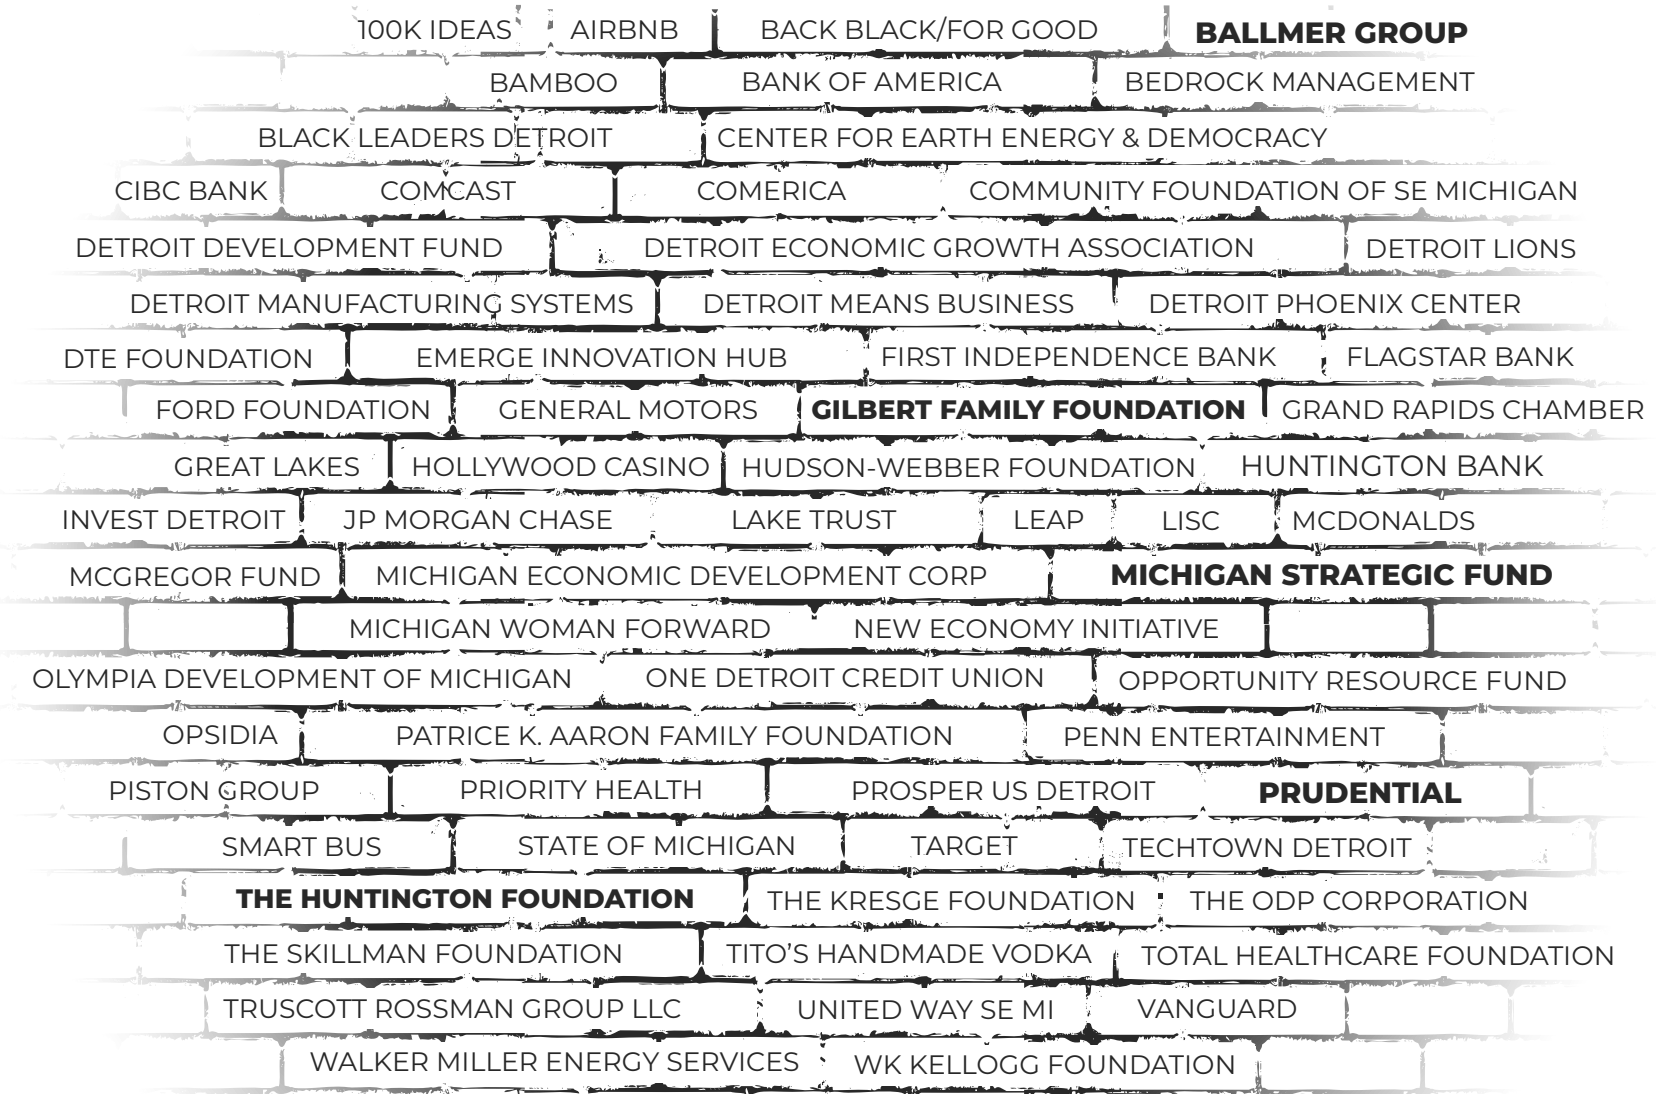 100K IDEAS AIRBNB BACK BLACK/FOR GOOD BALLMER GROUP
BAMBOO BANK OF AMERICA BEDROCK MANAGEMENT
BLACK LEADERS DETROIT CENTER FOR EARTH ENERGY & DEMOCRACY
CIBC BANK COMCAST COMERICA COMMUNITY FOUNDATION OF SE MICHIGAN
DETROIT DEVELOPMENT FUND DETROIT ECONOMIC GROWTH ASSOCIATION DETROIT LIONS
DETROIT MANUFACTURING SYSTEMS DETROIT MEANS BUSINESS DETROIT PHOENIX CENTER
DTE FOUNDATION EMERGE INNOVATION HUB FIRST INDEPENDENCE BANK FLAGSTAR BANK
FORD FOUNDATION GENERAL MOTORS GILBERT FAMILY FOUNDATION GRAND RAPIDS CHAMBER
GREAT LAKES HOLLYWOOD CASINO HUDSON-WEBBER FOUNDATION HUNTINGTON BANK
INVEST DETROIT JP MORGAN CHASE LAKE TRUST LEAP LISC MCDONALDS
MCGREGOR FUND MICHIGAN ECONOMIC DEVELOPMENT CORP MICHIGAN STRATEGIC FUND
MICHIGAN WOMAN FORWARD NEW ECONOMY INITIATIVE
OLYMPIA DEVELOPMENT OF MICHIGAN ONE DETROIT CREDIT UNION OPPORTUNITY RESOURCE FUND
OPSIDIA PATRICE K. AARON FAMILY FOUNDATION PENN ENTERTAINMENT
PISTON GROUP PRIORITY HEALTH PROSPER US DETROIT PRUDENTIAL
SMART BUS STATE OF MICHIGAN TARGET TECHTOWN DETROIT
THE HUNTINGTON FOUNDATION THE KRESGE FOUNDATION THE ODP CORPORATION
THE SKILLMAN FOUNDATION TITO'S HANDMADE VODKA TOTAL HEALTHCARE FOUNDATION
TRUSCOTT ROSSMAN GROUP LLC UNITED WAY SE MI VANGUARD
WALKER MILLER ENERGY SERVICES WK KELLOGG FOUNDATION